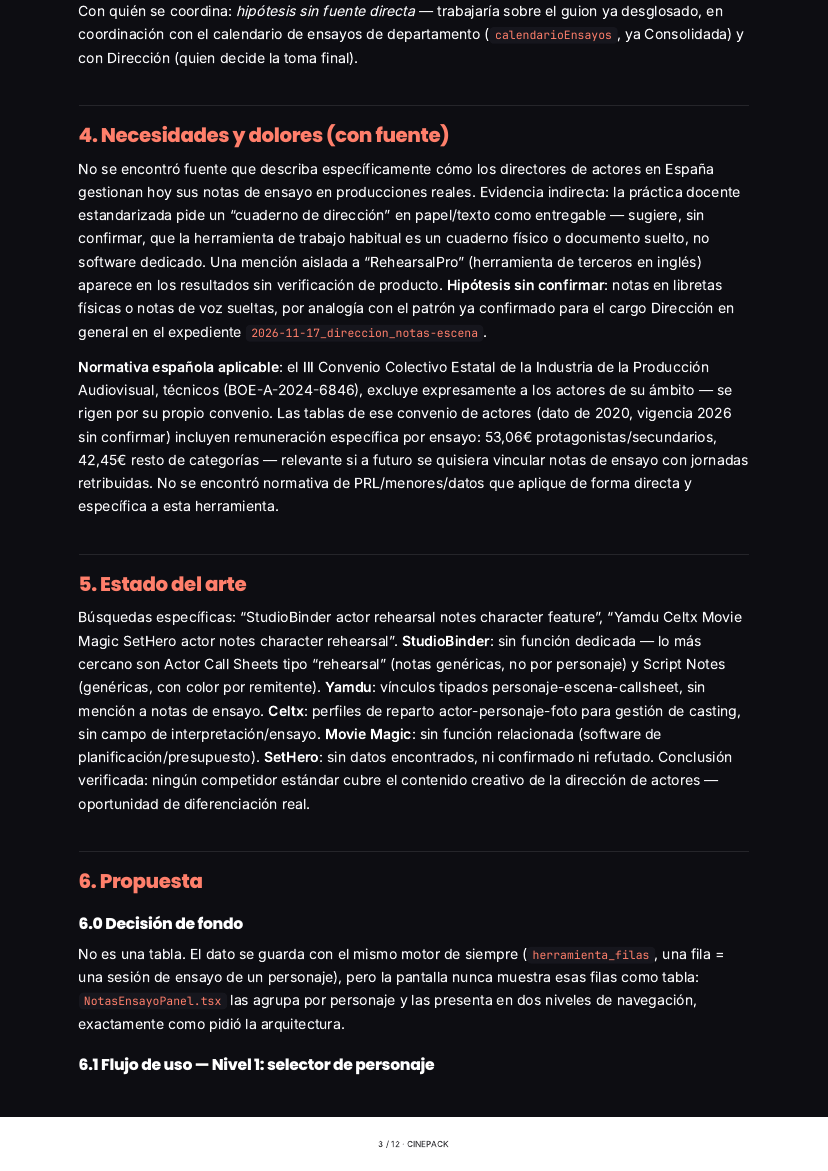 Con quién se coordina: hipótesis sin fuente directa — trabajaría sobre el guion ya desglosado, en
coordinación con el calendario de ensayos de departamento ( calendarioEnsayos , ya Consolidada) y
con Dirección (quien decide la toma final).
4. Necesidades y dolores (con fuente)
No se encontró fuente que describa específicamente cómo los directores de actores en España
gestionan hoy sus notas de ensayo en producciones reales. Evidencia indirecta: la práctica docente
estandarizada pide un “cuaderno de dirección” en papel/texto como entregable — sugiere, sin
confirmar, que la herramienta de trabajo habitual es un cuaderno físico o documento suelto, no
software dedicado. Una mención aislada a “RehearsalPro” (herramienta de terceros en inglés)
aparece en los resultados sin verificación de producto. Hipótesis sin confirmar: notas en libretas
físicas o notas de voz sueltas, por analogía con el patrón ya confirmado para el cargo Dirección en
general en el expediente 2026-11-17_direccion_notas-escena .
Normativa española aplicable: el III Convenio Colectivo Estatal de la Industria de la Producción
Audiovisual, técnicos (BOE-A-2024-6846), excluye expresamente a los actores de su ámbito — se
rigen por su propio convenio. Las tablas de ese convenio de actores (dato de 2020, vigencia 2026
sin confirmar) incluyen remuneración específica por ensayo: 53,06€ protagonistas/secundarios,
42,45€ resto de categorías — relevante si a futuro se quisiera vincular notas de ensayo con jornadas
retribuidas. No se encontró normativa de PRL/menores/datos que aplique de forma directa y
específica a esta herramienta.
5. Estado del arte
Búsquedas específicas: “StudioBinder actor rehearsal notes character feature”, “Yamdu Celtx Movie
Magic SetHero actor notes character rehearsal”. StudioBinder: sin función dedicada — lo más
cercano son Actor Call Sheets tipo “rehearsal” (notas genéricas, no por personaje) y Script Notes
(genéricas, con color por remitente). Yamdu: vínculos tipados personaje-escena-callsheet, sin
mención a notas de ensayo. Celtx: perfiles de reparto actor-personaje-foto para gestión de casting,
sin campo de interpretación/ensayo. Movie Magic: sin función relacionada (software de
planificación/presupuesto). SetHero: sin datos encontrados, ni confirmado ni refutado. Conclusión
verificada: ningún competidor estándar cubre el contenido creativo de la dirección de actores —
oportunidad de diferenciación real.
6. Propuesta
6.0 Decisión de fondo
No es una tabla. El dato se guarda con el mismo motor de siempre ( herramienta_filas , una fila =
una sesión de ensayo de un personaje), pero la pantalla nunca muestra esas filas como tabla:
NotasEnsayoPanel.tsx las agrupa por personaje y las presenta en dos niveles de navegación,
exactamente como pidió la arquitectura.
6.1 Flujo de uso — Nivel 1: selector de personaje
3 / 12 · CINEPACK